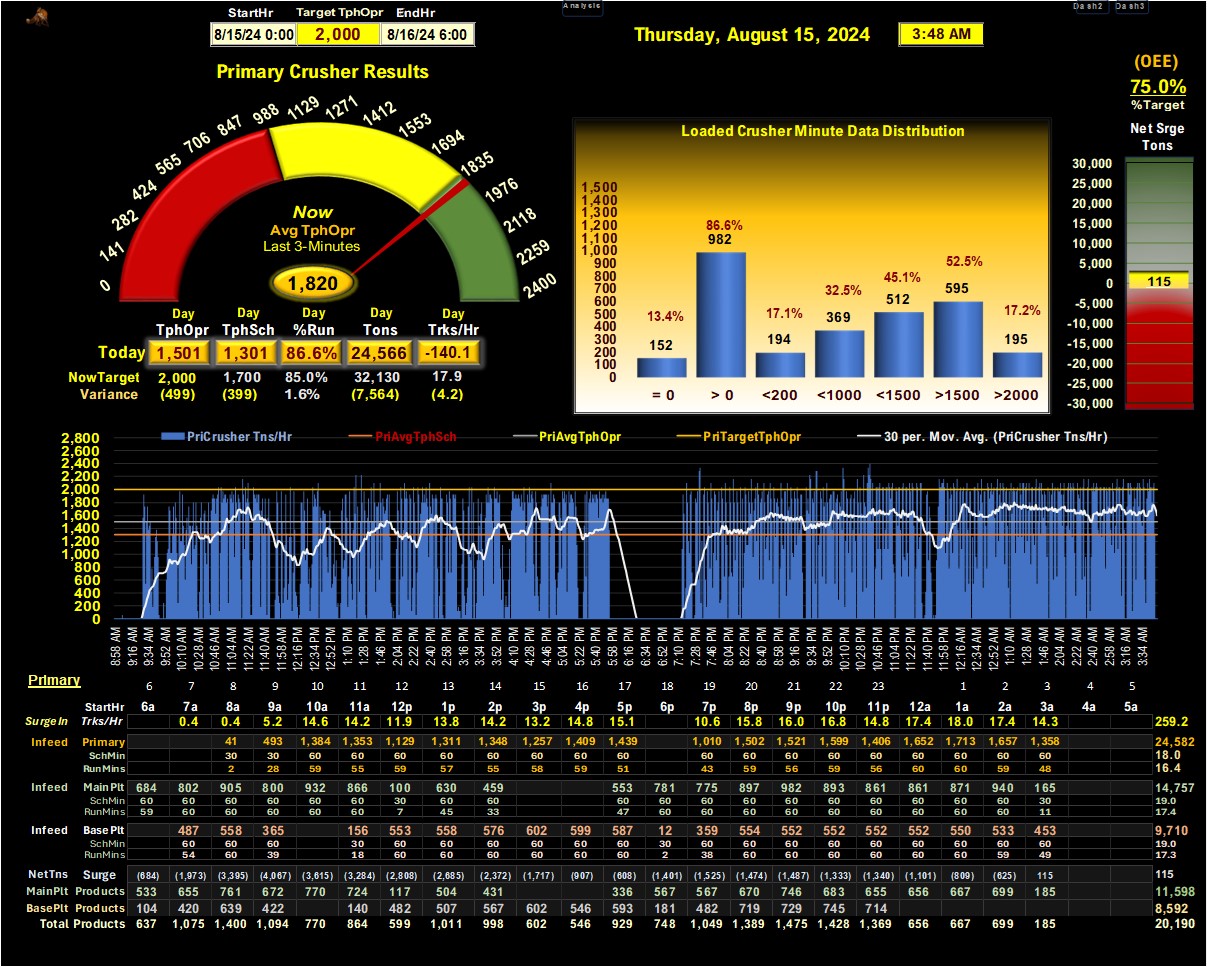 Analysis
Dash2 Dash3
StartHr Target TphOpr EndHr
8/15/24 0:00 2,000 8/16/24 6:00
Thursday, August 15, 2024 3:48 AM
(OEE)
75.0%
%Target
Net Srge
Tons
Primary Crusher Results
0 141 282 424 565 706 847 988 1129 1271 1412 1553 1694 1835 1976 2118 2259 2400
Now
Avg TphOpr
Last 3-Minutes
1,820
Day Day Day Day Day
TphOpr TphSch %Run Tons Trks/Hr
Today 1,501 1,301 86.6% 24,566 -140.1
NowTarget 2,000 1,700 85.0% 32,130 17.9
Variance (499) (399) 1.6% (7,564) (4.2)
Loaded Crusher Minute Data Distribution
1,500
1,400
1,300
1,200
1,100
1,000
900
800
700
600
500
400
300
200
100
0
13.4% 86.6% 17.1% 32.5% 45.1% 52.5% 17.2%
152 982 194 369 512 595 195
= 0 > 0 <200 <1000 <1500 >1500 >2000
30,000
25,000
20,000
15,000
10,000
5,000
0
-5,000
-10,000
-15,000
-20,000
-25,000
-30,000
115
PriCrusher Tns/Hr PriAvgTphSch PriAvgTphOpr PriTargetTphOpr 30 per. Mov. Avg. (PriCrusher Tns/Hr)
2,800
2,600
2,400
2,200
2,000
1,800
1,600
1,400
1,200
1,000
800
600
400
200
0
8:58 AM 9:16 AM 9:34 AM 9:52 AM 10:10 AM 10:28 AM 10:46 AM 11:04 AM 11:22 AM 11:40 AM 11:58 AM 12:16 PM 12:34 PM 12:52 PM 1:10 PM 1:28 PM 1:46 PM 2:04 PM 2:22 PM 2:40 PM 2:58 PM 3:16 PM 3:34 PM 3:52 PM 4:10 PM 4:28 PM 4:46 PM 5:04 PM 5:22 PM 5:40 PM 5:58 PM 6:16 PM 6:34 PM 6:52 PM 7:10 PM 7:28 PM 7:46 PM 8:04 PM 8:22 PM 8:40 PM 8:58 PM 9:16 PM 9:34 PM 9:52 PM 10:10 PM 10:28 PM 10:46 PM 11:04 PM 11:22 PM 11:40 PM 11:58 PM 12:16 AM 12:34 AM 12:52 AM 1:10 AM 1:28 AM 1:46 AM 2:04 AM 2:22 AM 2:40 AM 2:58 AM 3:16 AM 3:34 AM
Primary
6 7 8 9 10 11 12 13 14 15 16 17 18 19 20 21 22 23 1 2 3 4 5
StartHr 6a 7a 8a 9a 10a 11a 12p 1p 2p 3p 4p 5p 6p 7p 8p 9p 10p 11p 12a 1a 2a 3a 4a 5a
SurgeIn Trks/Hr 0.4 0.4 5.2 14.6 14.2 11.9 13.8 14.2 13.2 14.8 15.1 10.6 15.8 16.0 16.8 14.8 17.4 18.0 17.4 14.3 259.2
Infeed Primary 41 493 1,384 1,353 1,129 1,311 1,348 1,257 1,409 1,439 1,010 1,502 1,521 1,599 1,406 1,652 1,713 1,657 1,358 24,582
SchMin 30 30 60 60 60 60 60 60 60 60 60 60 60 60 60 60 60 60 60 18.0
RunMins 2 28 59 55 59 57 55 58 59 51 43 59 56 59 56 60 60 59 48 16.4
Infeed MainPlt 684 802 905 800 932 866 100 630 459 553 781 775 897 982 893 861 861 871 940 165 14,757
SchMin 60 60 60 60 60 60 30 60 60 60 60 60 60 60 60 60 60 60 60 30 19.0
RunMins 59 60 60 60 60 60 7 45 33 47 60 60 60 60 60 60 60 60 60 11 17.4
Infeed BasePlt 487 558 365 156 553 558 576 602 599 587 12 359 554 552 552 552 552 550 533 453 9,710
SchMin 60 60 60 30 60 60 60 60 60 60 30 60 60 60 60 60 60 60 60 60 19.0
RunMins 54 60 39 18 60 60 60 60 60 60 2 38 60 60 60 60 60 60 59 49 17.3
NetTns Surge (684) (1,973) (3,395) (4,067) (3,615) (3,284) (2,808) (2,685) (2,372) (1,717) (907) (608) (1,401) (1,525) (1,474) (1,487) (1,333) (1,340) (1,101) (809) (625) 115 115
MainPlt Products 533 655 761 672 770 724 117 504 431 336 567 567 670 746 683 655 656 667 699 185 11,598
BasePlt Products 104 420 639 422 140 482 507 567 602 546 593 181 482 719 729 745 714 8,592
Total Products 637 1,075 1,400 1,094 770 864 599 1,011 998 602 546 929 748 1,049 1,389 1,475 1,428 1,369 656 667 699 185 20,190